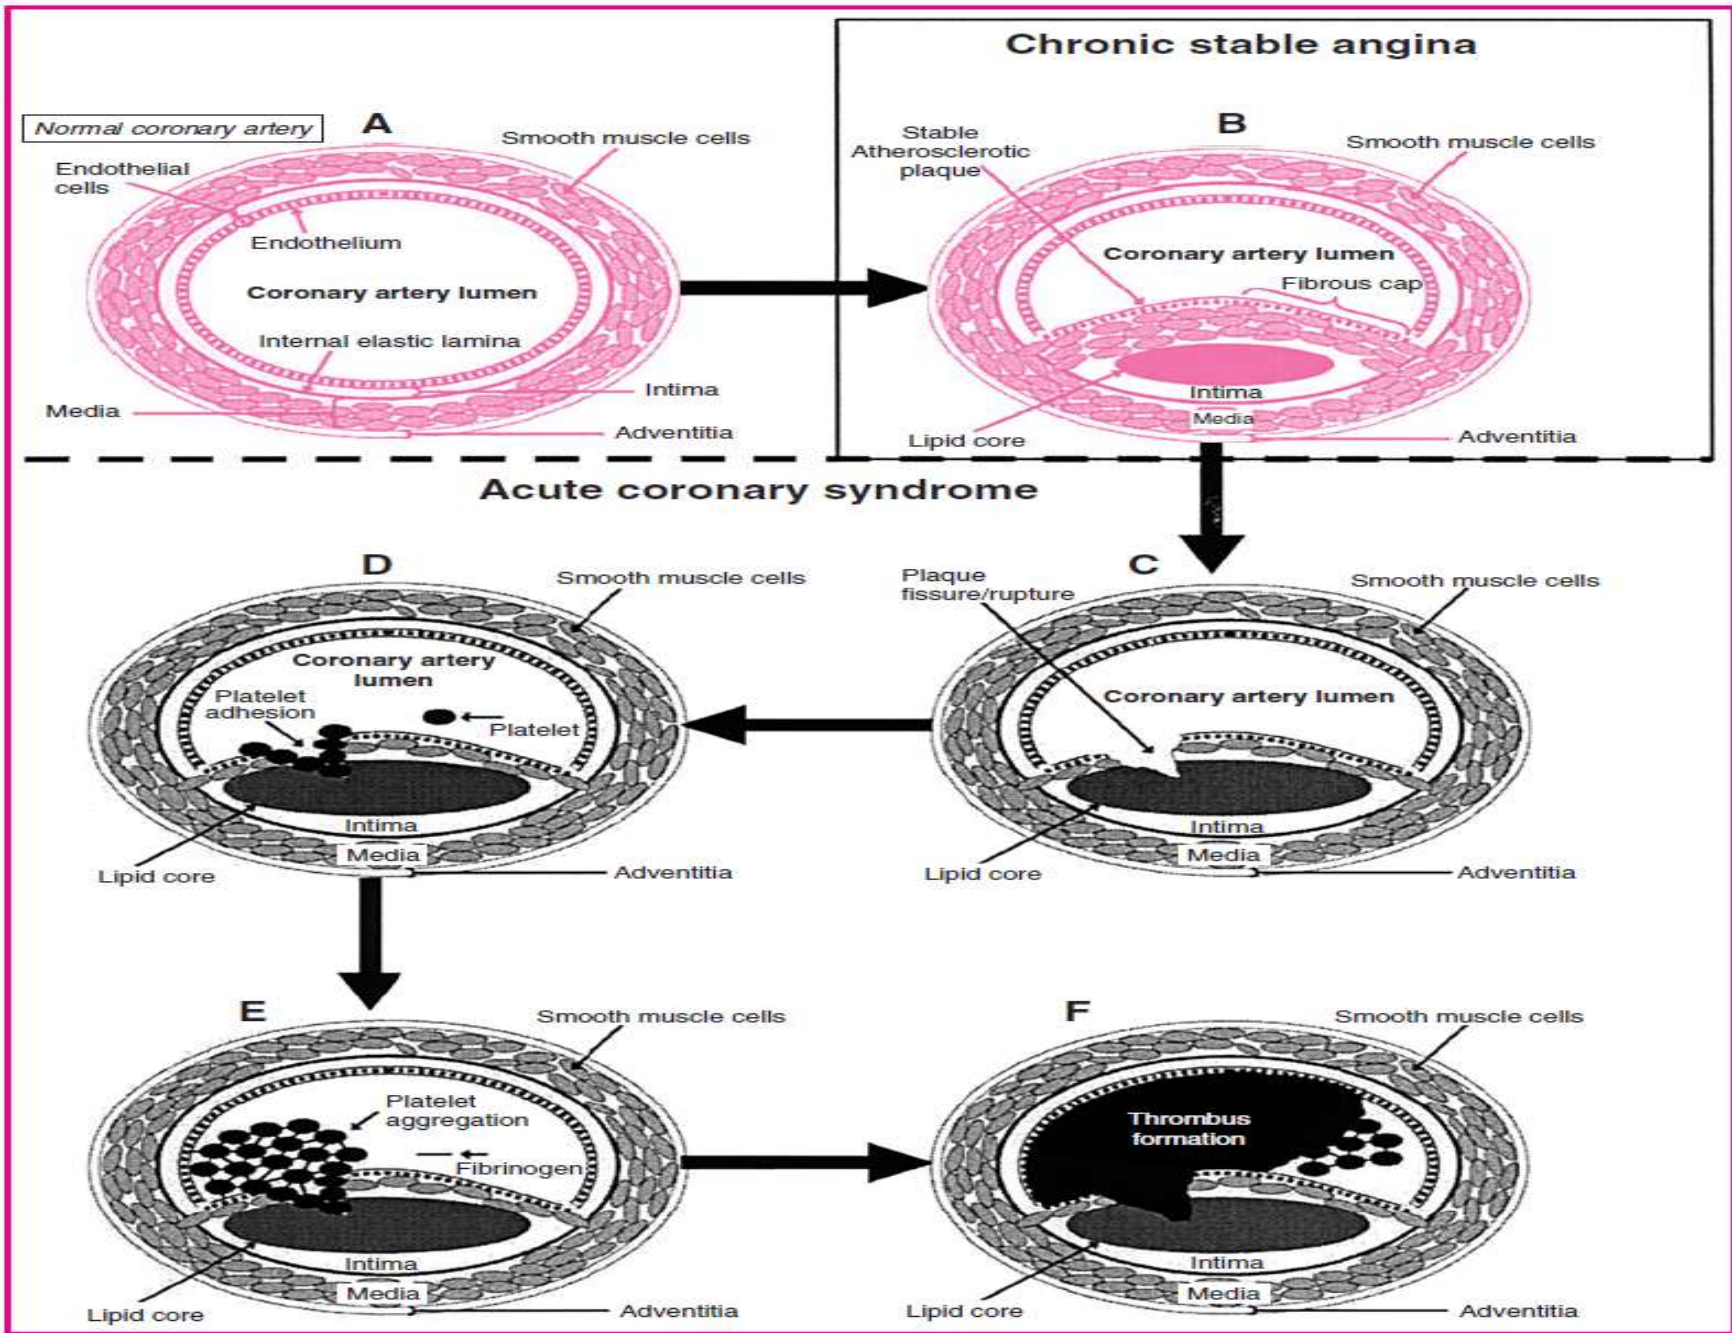 Chronic stable angina
Normal coronary artery
A
Smooth muscle cells
Endothelial
cells
Endothelium
Coronary artery lumen
Internal elastic lamina
Intima
Media
Adventitia
B
Stable
Atherosclerotic
plaque
Smooth muscle cells
Coronary artery lumen
Fibrous cap
Intima
Media
Lipid core
Adventitia
Acute coronary syndrome
D
Smooth muscle cells
Coronary artery
lumen
Platelet
adhesion
Platelet
Intima
Media
Lipid core
Adventitia
C
Plaque
fissure/rupture
Smooth muscle cells
Coronary artery lumen
Intima
Media
Lipid core
Adventitia
E
Smooth muscle cells
Platelet
aggregation
Fibrinogen
Intima
Media
Lipid core
Adventitia
F
Smooth muscle cells
Thrombus
formation
Intima
Media
Lipid core
Adventitia